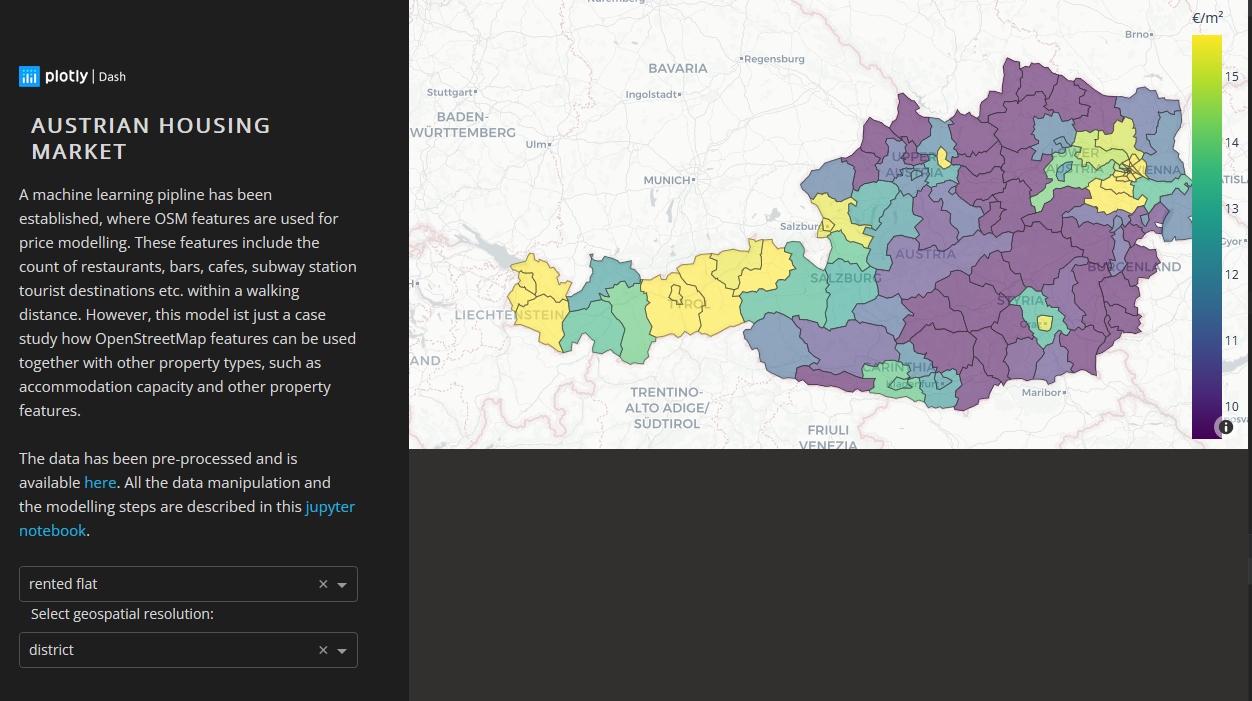 plotly | Dash
AUSTRIAN HOUSING
MARKET
A machine learning pipline has been
established, where OSM features are used for
price modelling. These features include the
count of restaurants, bars, cafes, subway station
tourist destinations etc. within a walking
distance. However, this model ist just a case
study how OpenStreetMap features can be used
together with other property types, such as
accommodation capacity and other property
features.
The data has been pre-processed and is
available here. All the data manipulation and
the modelling steps are described in this jupyter
notebook.
rented flat
Select geospatial resolution:
district
€/m²
15
14
13
12
11
10
Nuremberg
Brno
Regensburg
BAVARIA
Stuttgart
Ingolstadt
BADEN-
WÜRTTEMBERG
Ulm
MUNICH
UPPER
AUSTRIA
LOWER
AUSTRIA
VIENNA
Salzburg
AUSTRIA
SALZBURG
BURGENLAND
TYROL
LIECHTENSTEIN
STYRIA
Graz
CARINTHIA
Klagenfurt
Maribor
TRENTINO-
ALTO ADIGE/
SÜDTIROL
FRIULI
VENEZIA